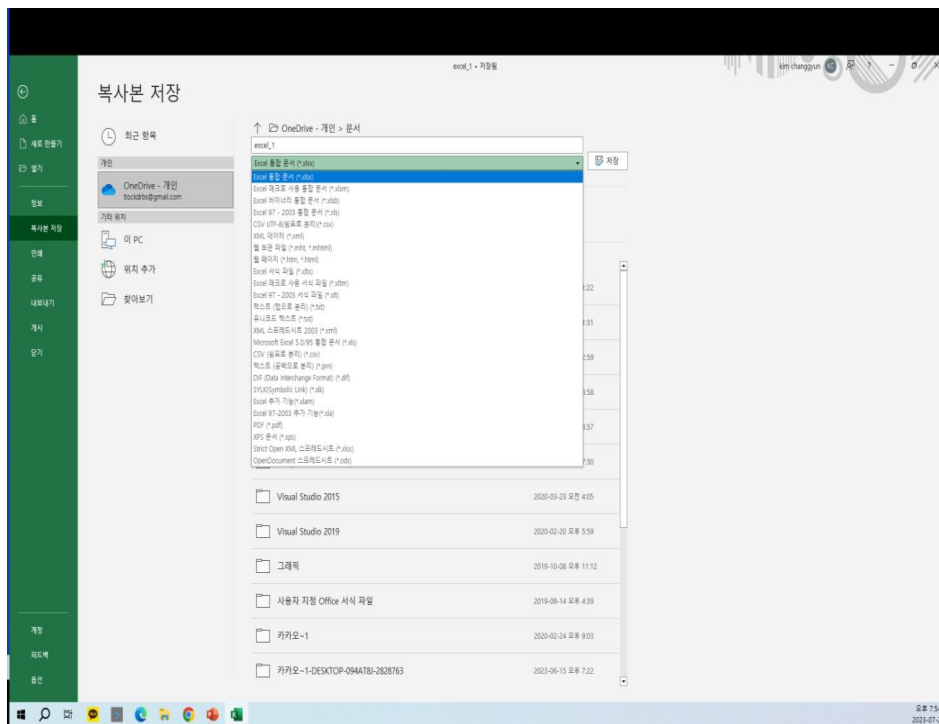 excel_1 • 저장됨
kim changgyun
KC
복사본 저장
홈
새로 만들기
열기
정보
복사본 저장
인쇄
공유
내보내기
게시
닫기
계정
피드백
옵션
최근 항목
개인
OneDrive - 개인
기타 위치
이 PC
위치 추가
찾아보기
OneDrive - 개인 > 문서
excel_1
Excel 통합 문서 (*.xlsx)
저장
Excel 통합 문서 (*.xlsx)
Excel 매크로 사용 통합 문서 (*.xlsm)
Excel 바이너리 통합 문서 (*.xlsb)
Excel 97 - 2003 통합 문서 (*.xls)
CSV UTF-8(쉼표로 분리)(*.csv)
XML 데이터 (*.xml)
웹 보관 파일 (*.mht, *.mhtml)
웹 페이지 (*.htm, *.html)
Excel 서식 파일 (*.xltx)
Excel 매크로 사용 서식 파일 (*.xltm)
Excel 97 - 2003 서식 파일 (*.xlt)
텍스트 (탭으로 분리) (*.txt)
유니코드 텍스트 (*.txt)
XML 스프레드시트 2003 (*.xml)
Microsoft Excel 5.0/95 통합 문서 (*.xls)
CSV (쉼표로 분리) (*.csv)
텍스트 (공백으로 분리) (*.prn)
DIF (Data Interchange Format) (*.dif)
SYLK(Symbolic Link) (*.slk)
Excel 추가 기능 (*.xlam)
Excel 97-2003 추가 기능(*.xla)
PDF (*.pdf)
XPS 문서 (*.xps)
Strict Open XML 스프레드시트 (*.xlsx)
OpenDocument 스프레드시트 (*.ods)
Visual Studio 2015 2020-03-23 오전 4:05
Visual Studio 2019 2020-02-20 오후 5:59
그래픽 2019-10-08 오후 11:12
사용자 지정 Office 서식 파일 2019-09-14 오후 4:39
카카오~1 2020-02-24 오후 9:03
카카오~1-DESKTOP-094AT8J-2828763 2023-06-15 오후 7:22